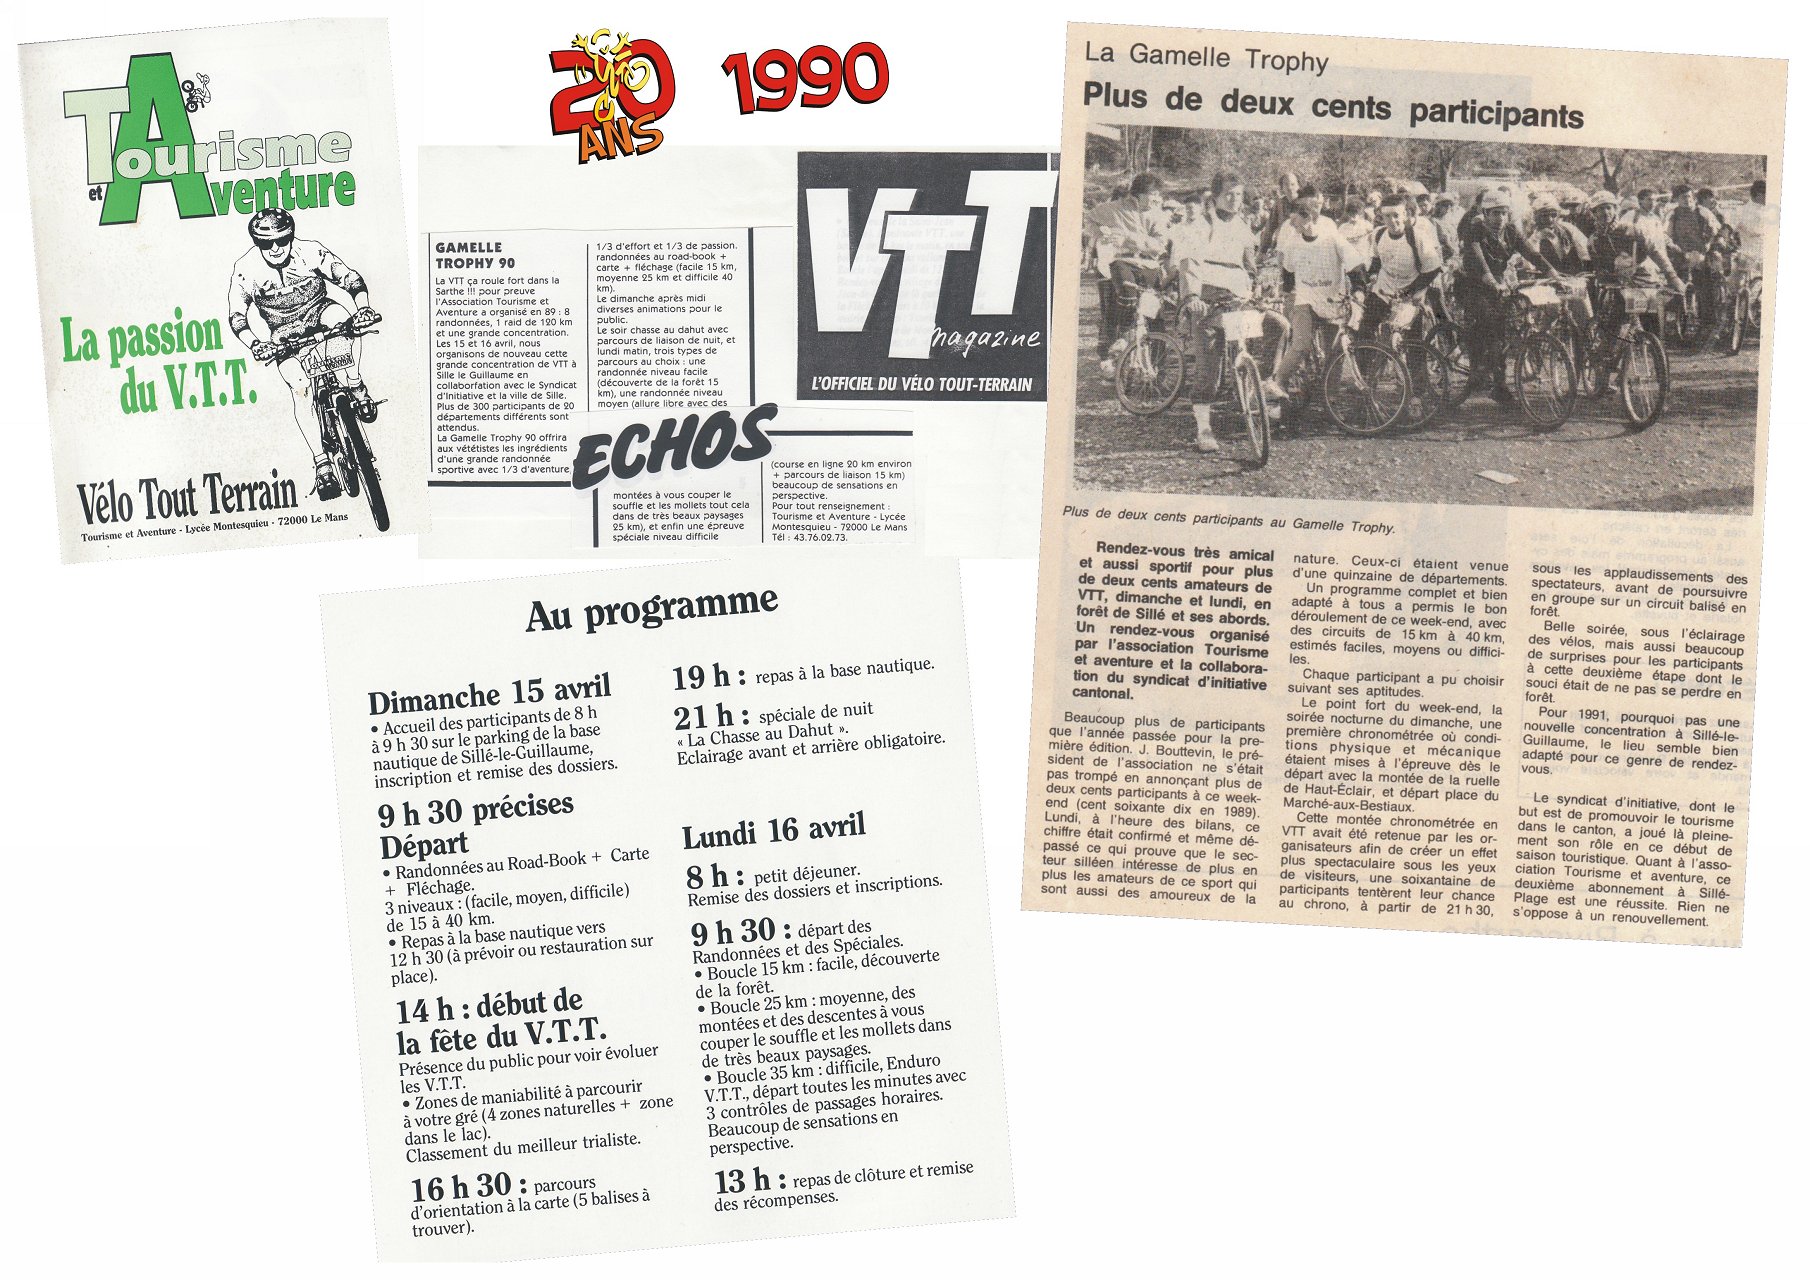 Tourisme
et Aventure
La passion
du V.T.T.
Vélo Tout Terrain
Tourisme et Aventure - Lycée Montesquieu - 72000 Le Mans
20
ANS
1990
GAMELLE
TROPHY 90
La VTT ça roule fort dans la
Sarthe !!! pour preuve
l'Association Tourisme et
Aventure a organisé en 89 : 8
randonnées, 1 raid de 120 km
et une grande concentration.
Les 15 et 16 avril, nous
organisons de nouveau cette
grande concentration de VTT à
Sille le Guillaume en
collaborfation avec le Syndicat
d'Initiative et la ville de Sille.
Plus de 300 participants de 20
départements différents sont
attendus.
La Gamelle Trophy 90 offrira
aux vététistes les ingrédients
d'une grande randonnée
sportive avec 1/3 d'aventure,
1/3 d'effort et 1/3 de passion.
randonnées au road-book +
carte + fléchage (facile 15 km,
moyenne 25 km et difficile 40
km).
Le dimanche après midi
diverses animations pour le
public.
Le soir chasse au dahut avec
parcours de liaison de nuit, et
lundi matin, trois types de
parcours au choix : une
randonnée niveau facile
(découverte de la forêt 15
km), une randonnée niveau
moyen (allure libre avec des
VTT
magazine
L'OFFICIEL DU VÉLO TOUT-TERRAIN
ECHOS
montées à vous couper le
souffle et les mollets tout cela
dans de très beaux paysages
25 km), et enfin une épreuve
spéciale niveau difficile
(course en ligne 20 km environ
+ parcours de liaison 15 km)
beaucoup de sensations en
perspective.
Pour tout renseignement :
Tourisme et Aventure - Lycée
Montesquieu - 72000 Le Mans
Tél : 43.76.02.73.
La Gamelle Trophy
Plus de deux cents participants
Plus de deux cents participants au Gamelle Trophy.
Rendez-vous très amical
et aussi sportif pour plus
de deux cents amateurs de
VTT, dimanche et lundi, en
forêt de Sillé et ses abords.
Un rendez-vous organisé
par l'association Tourisme
et aventure et la collabora-
tion du syndicat d'initiative
cantonal.
Beaucoup plus de participants
que l'année passée pour la pre-
mière édition. J. Bouttevin, le pré-
sident de l'association ne s'était
pas trompé en annonçant plus de
deux cents participants à ce week-
end (cent soixante dix en 1989).
Lundi, à l'heure des bilans, ce
chiffre était confirmé et même dé-
passé ce qui prouve que le sec-
teur silléen intéresse de plus en
plus les amateurs de ce sport qui
sont aussi des amoureux de la
nature. Ceux-ci étaient venue
d'une quinzaine de départements.
Un programme complet et bien
adapté à tous a permis le bon
déroulement de ce week-end, avec
des circuits de 15 km à 40 km,
estimés faciles, moyens ou diffici-
les.
Chaque participant a pu choisir
suivant ses aptitudes.
Le point fort du week-end, la
soirée nocturne du dimanche, une
première chronométrée où condi-
tions physique et mécanique
étaient mises à l'épreuve dès le
départ avec la montée de la ruelle
de Haut-Éclair, et départ place du
Marché-aux-Bestiaux.
Cette montée chronométrée en
VTT avait été retenue par les or-
ganisateurs afin de créer un effet
plus spectaculaire sous les yeux
de visiteurs, une soixantaine de
participants tentèrent leur chance
au chrono, à partir de 21 h 30,
sous les applaudissements des
spectateurs, avant de poursuivre
en groupe sur un circuit balisé en
forêt.
Belle soirée, sous l'éclairage
des vélos, mais aussi beaucoup
de surprises pour les participants
à cette deuxième étape dont le
souci était de ne pas se perdre en
forêt.
Pour 1991, pourquoi pas une
nouvelle concentration à Sillé-le-
Guillaume, le lieu semble bien
adapté pour ce genre de rendez-
vous.
Le syndicat d'initiative, dont le
but est de promouvoir le tourisme
dans le canton, a joué là pleine-
ment son rôle en ce début de
saison touristique. Quant à l'asso-
ciation Tourisme et aventure, ce
deuxième abonnement à Sillé-
Plage est une réussite. Rien ne
s'oppose à un renouvellement.
Au programme
Dimanche 15 avril
• Accueil des participants de 8 h
à 9 h 30 sur le parking de la base
nautique de Sillé-le-Guillaume,
inscription et remise des dossiers.
9 h 30 précises
Départ
• Randonnées au Road-Book + Carte
+ Fléchage.
3 niveaux : (facile, moyen, difficile)
de 15 à 40 km.
• Repas à la base nautique vers
12 h 30 (à prévoir ou restauration sur
place).
14 h : début de
la fête du V.T.T.
Présence du public pour voir évoluer
les V.T.T.
• Zones de maniabilité à parcourir
à votre gré (4 zones naturelles + zone
dans le lac).
Classement du meilleur trialiste.
16 h 30 : parcours
d'orientation à la carte (5 balises à
trouver).
19 h : repas à la base nautique.
21 h : spéciale de nuit
« La Chasse au Dahut ».
Eclairage avant et arrière obligatoire.
Lundi 16 avril
8 h : petit déjeuner.
Remise des dossiers et inscriptions.
9 h 30 : départ des
Randonnées et des Spéciales.
• Boucle 15 km : facile, découverte
de la forêt.
• Boucle 25 km : moyenne, des
montées et des descentes à vous
couper le souffle et les mollets dans
de très beaux paysages.
• Boucle 35 km : difficile, Enduro
V.T.T., départ toutes les minutes avec
3 contrôles de passages horaires.
Beaucoup de sensations en
perspective.
13 h : repas de clôture et remise
des récompenses.